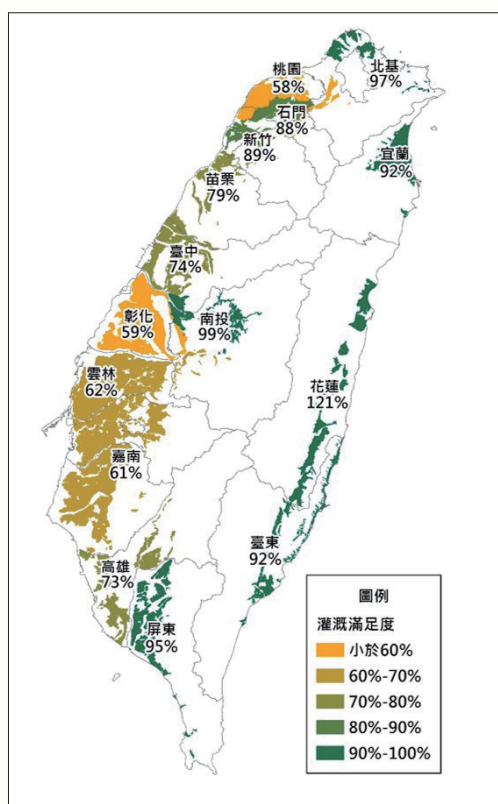 北基
97%
桃園
58%
石門
88%
新竹
89%
宜蘭
92%
苗栗
79%
臺中
74%
彰化
59%
南投
99%
雲林
62%
花蓮
121%
嘉南
61%
臺東
92%
高雄
73%
屏東
95%
圖例
灌溉滿足度
小於60%
60%-70%
70%-80%
80%-90%
90%-100%